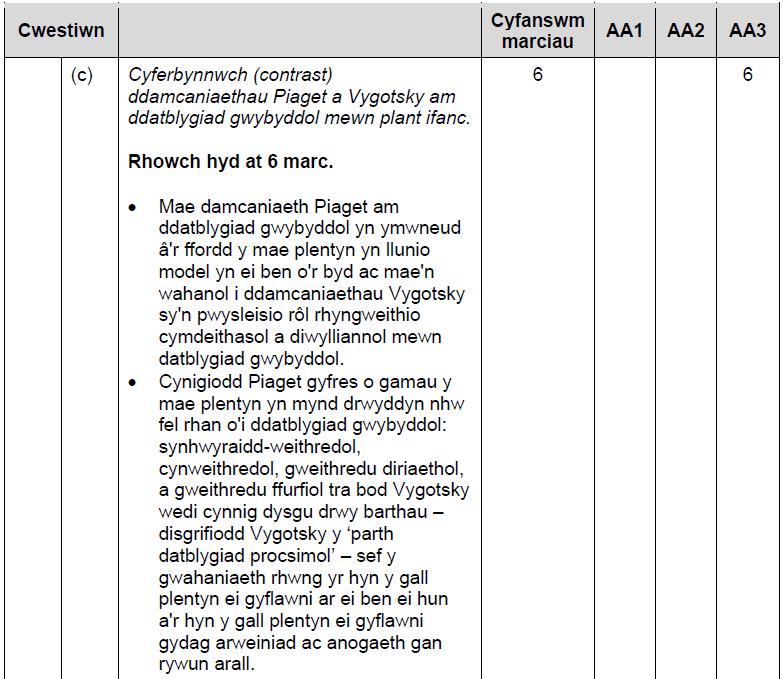 Cwestiwn Cyfanswm marciau AA1 AA2 AA3
(c) Cyferbynnwch (contrast) 6 6
ddamcaniaethau Piaget a Vygotsky am
ddatblygiad gwybyddol mewn plant ifanc.
Rhowch hyd at 6 marc.
• Mae damcaniaeth Piaget am
ddatblygiad gwybyddol yn ymwneud
â'r ffordd y mae plentyn yn llunio
model yn ei ben o'r byd ac mae'n
wahanol i ddamcaniaethau Vygotsky
sy'n pwysleisio rôl rhyngweithio
cymdeithasol a diwylliannol mewn
datblygiad gwybyddol.
• Cynigiodd Piaget gyfres o gamau y
mae plentyn yn mynd drwyddyn nhw
fel rhan o'i ddatblygiad gwybyddol:
synhwyraidd-weithredol,
cynweithredol, gweithredu diriaethol,
a gweithredu ffurfiol tra bod Vygotsky
wedi cynnig dysgu drwy barthau –
disgrifiodd Vygotsky y ‘parth
datblygiad procsimol’ – sef y
gwahaniaeth rhwng yr hyn y gall
plentyn ei gyflawni ar ei ben ei hun
a'r hyn y gall plentyn ei gyflawni
gydag arweiniad ac anogaeth gan
rywun arall.